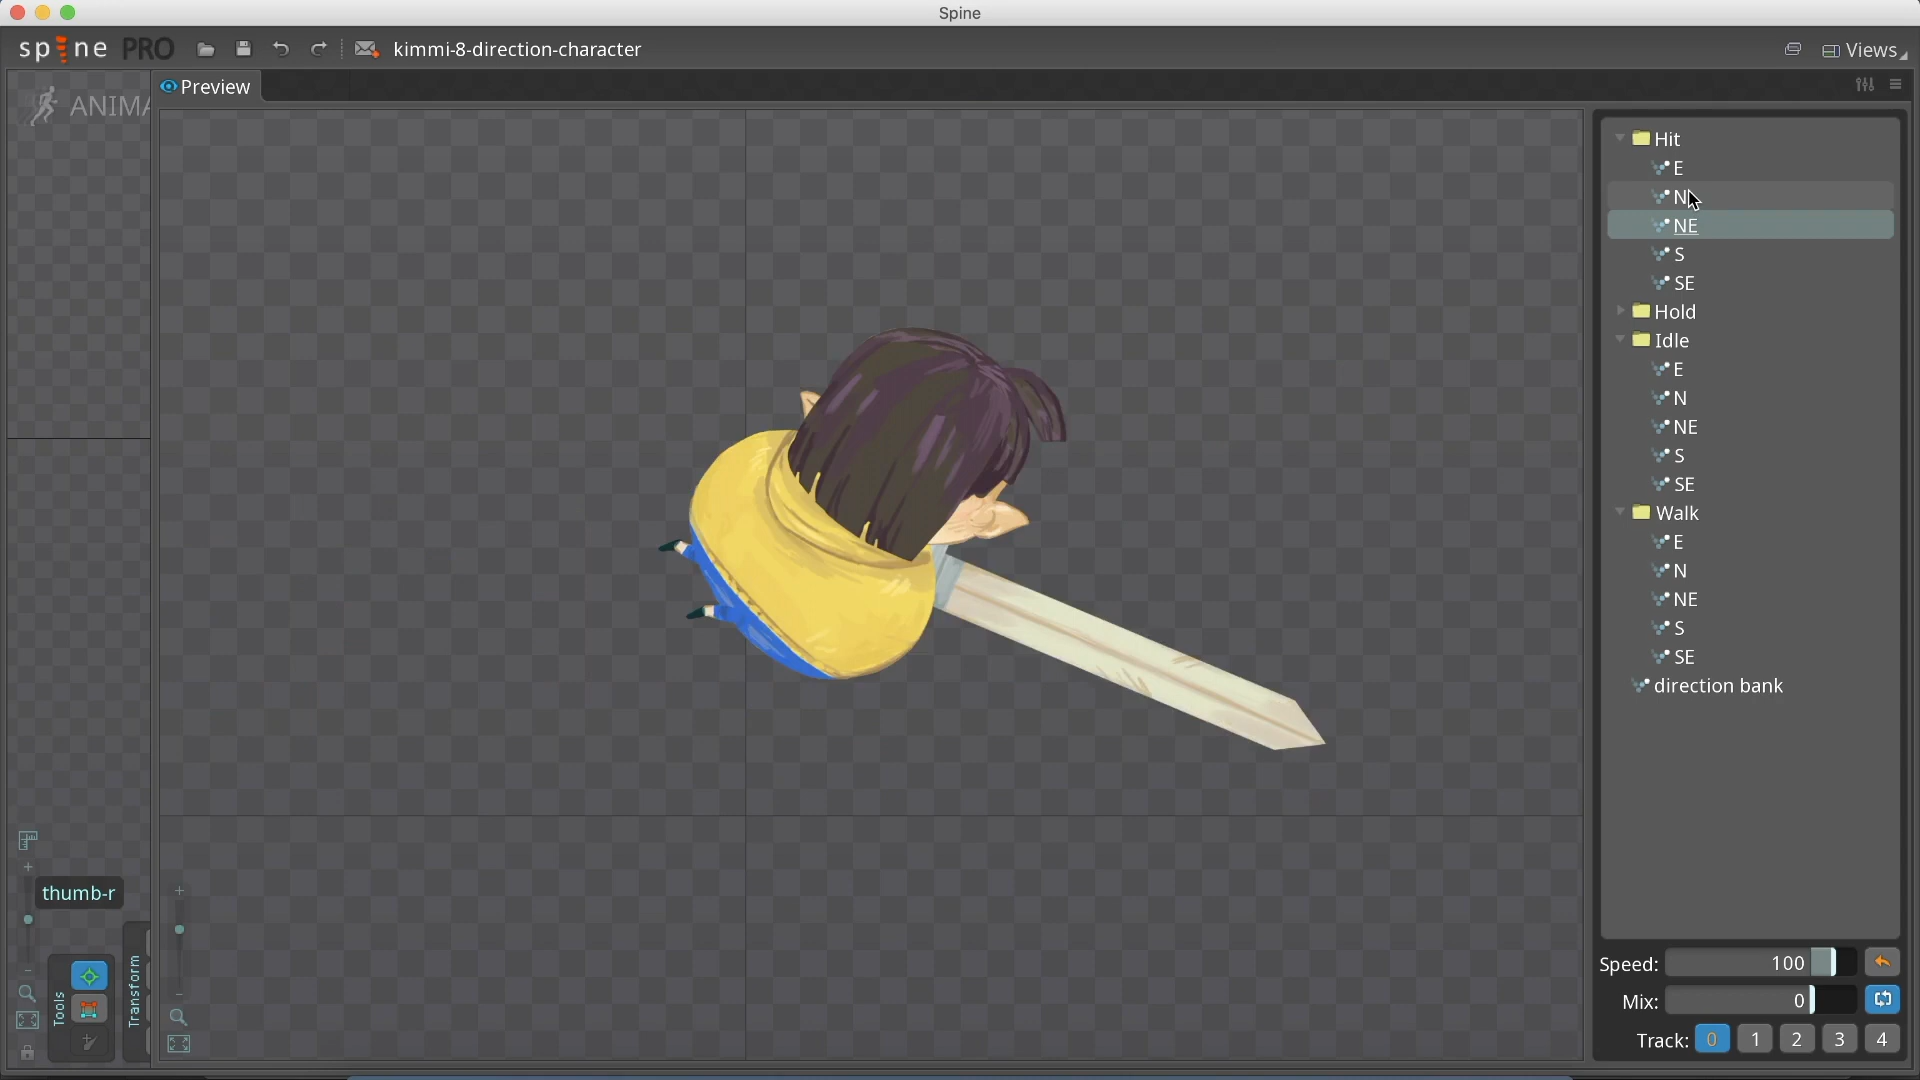 Spine
spine PRO
kimmi-8-direction-character
Views
ANIMA
Preview
Hit
E
N
NE
S
SE
Hold
Idle
E
N
NE
S
SE
Walk
E
N
NE
S
SE
direction bank
thumb-r
Tools
Transform
Speed: 100
Mix: 0
Track: 0 1 2 3 4